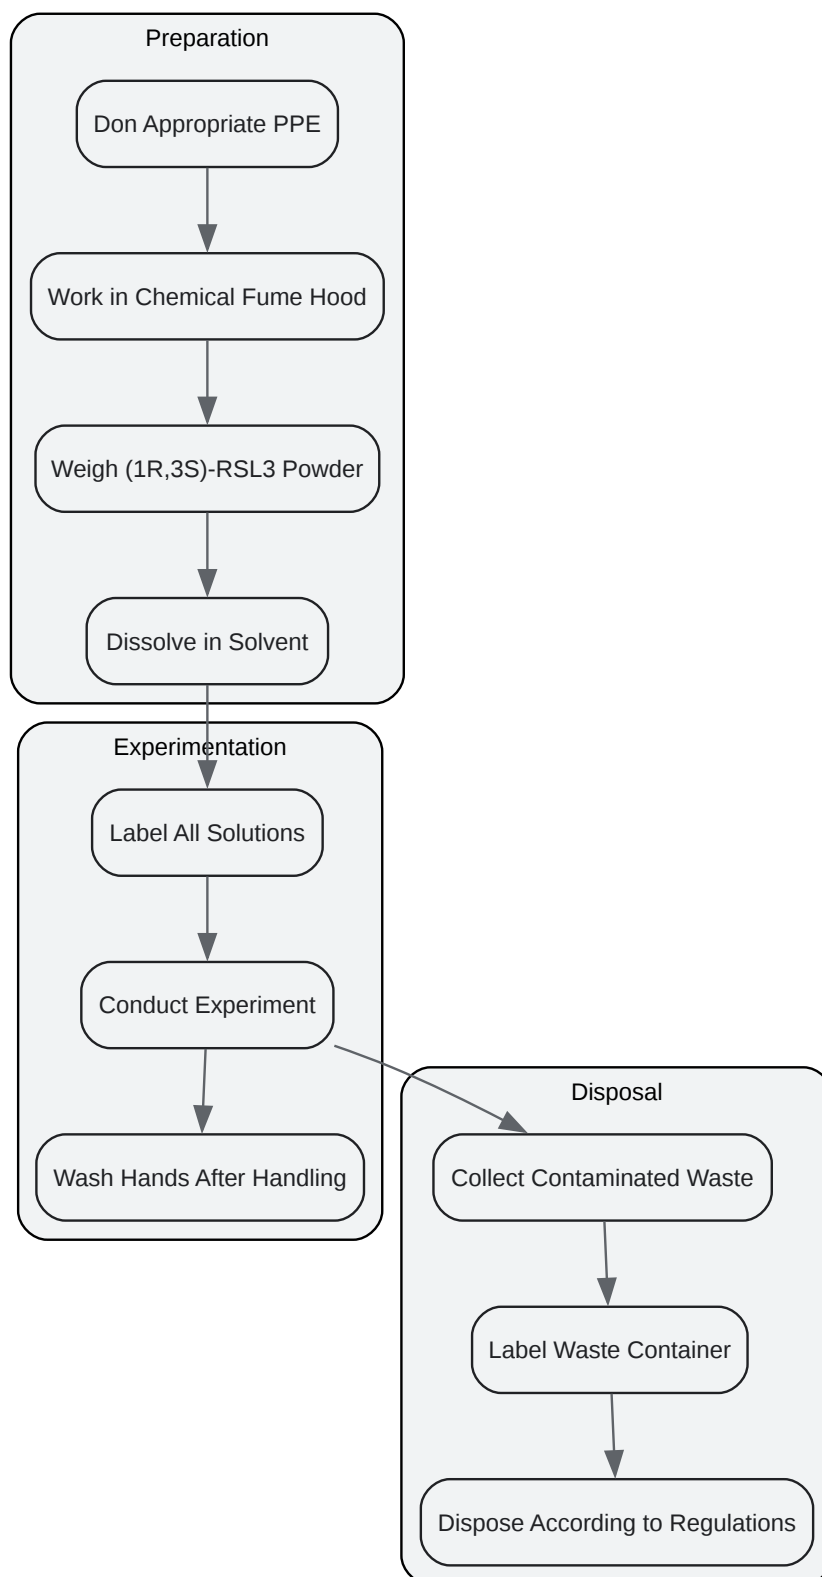 Preparation
Don Appropriate PPE
Work in Chemical Fume Hood
Weigh (1R,3S)-RSL3 Powder
Dissolve in Solvent
Experimentation
Label All Solutions
Conduct Experiment
Wash Hands After Handling
Disposal
Collect Contaminated Waste
Label Waste Container
Dispose According to Regulations